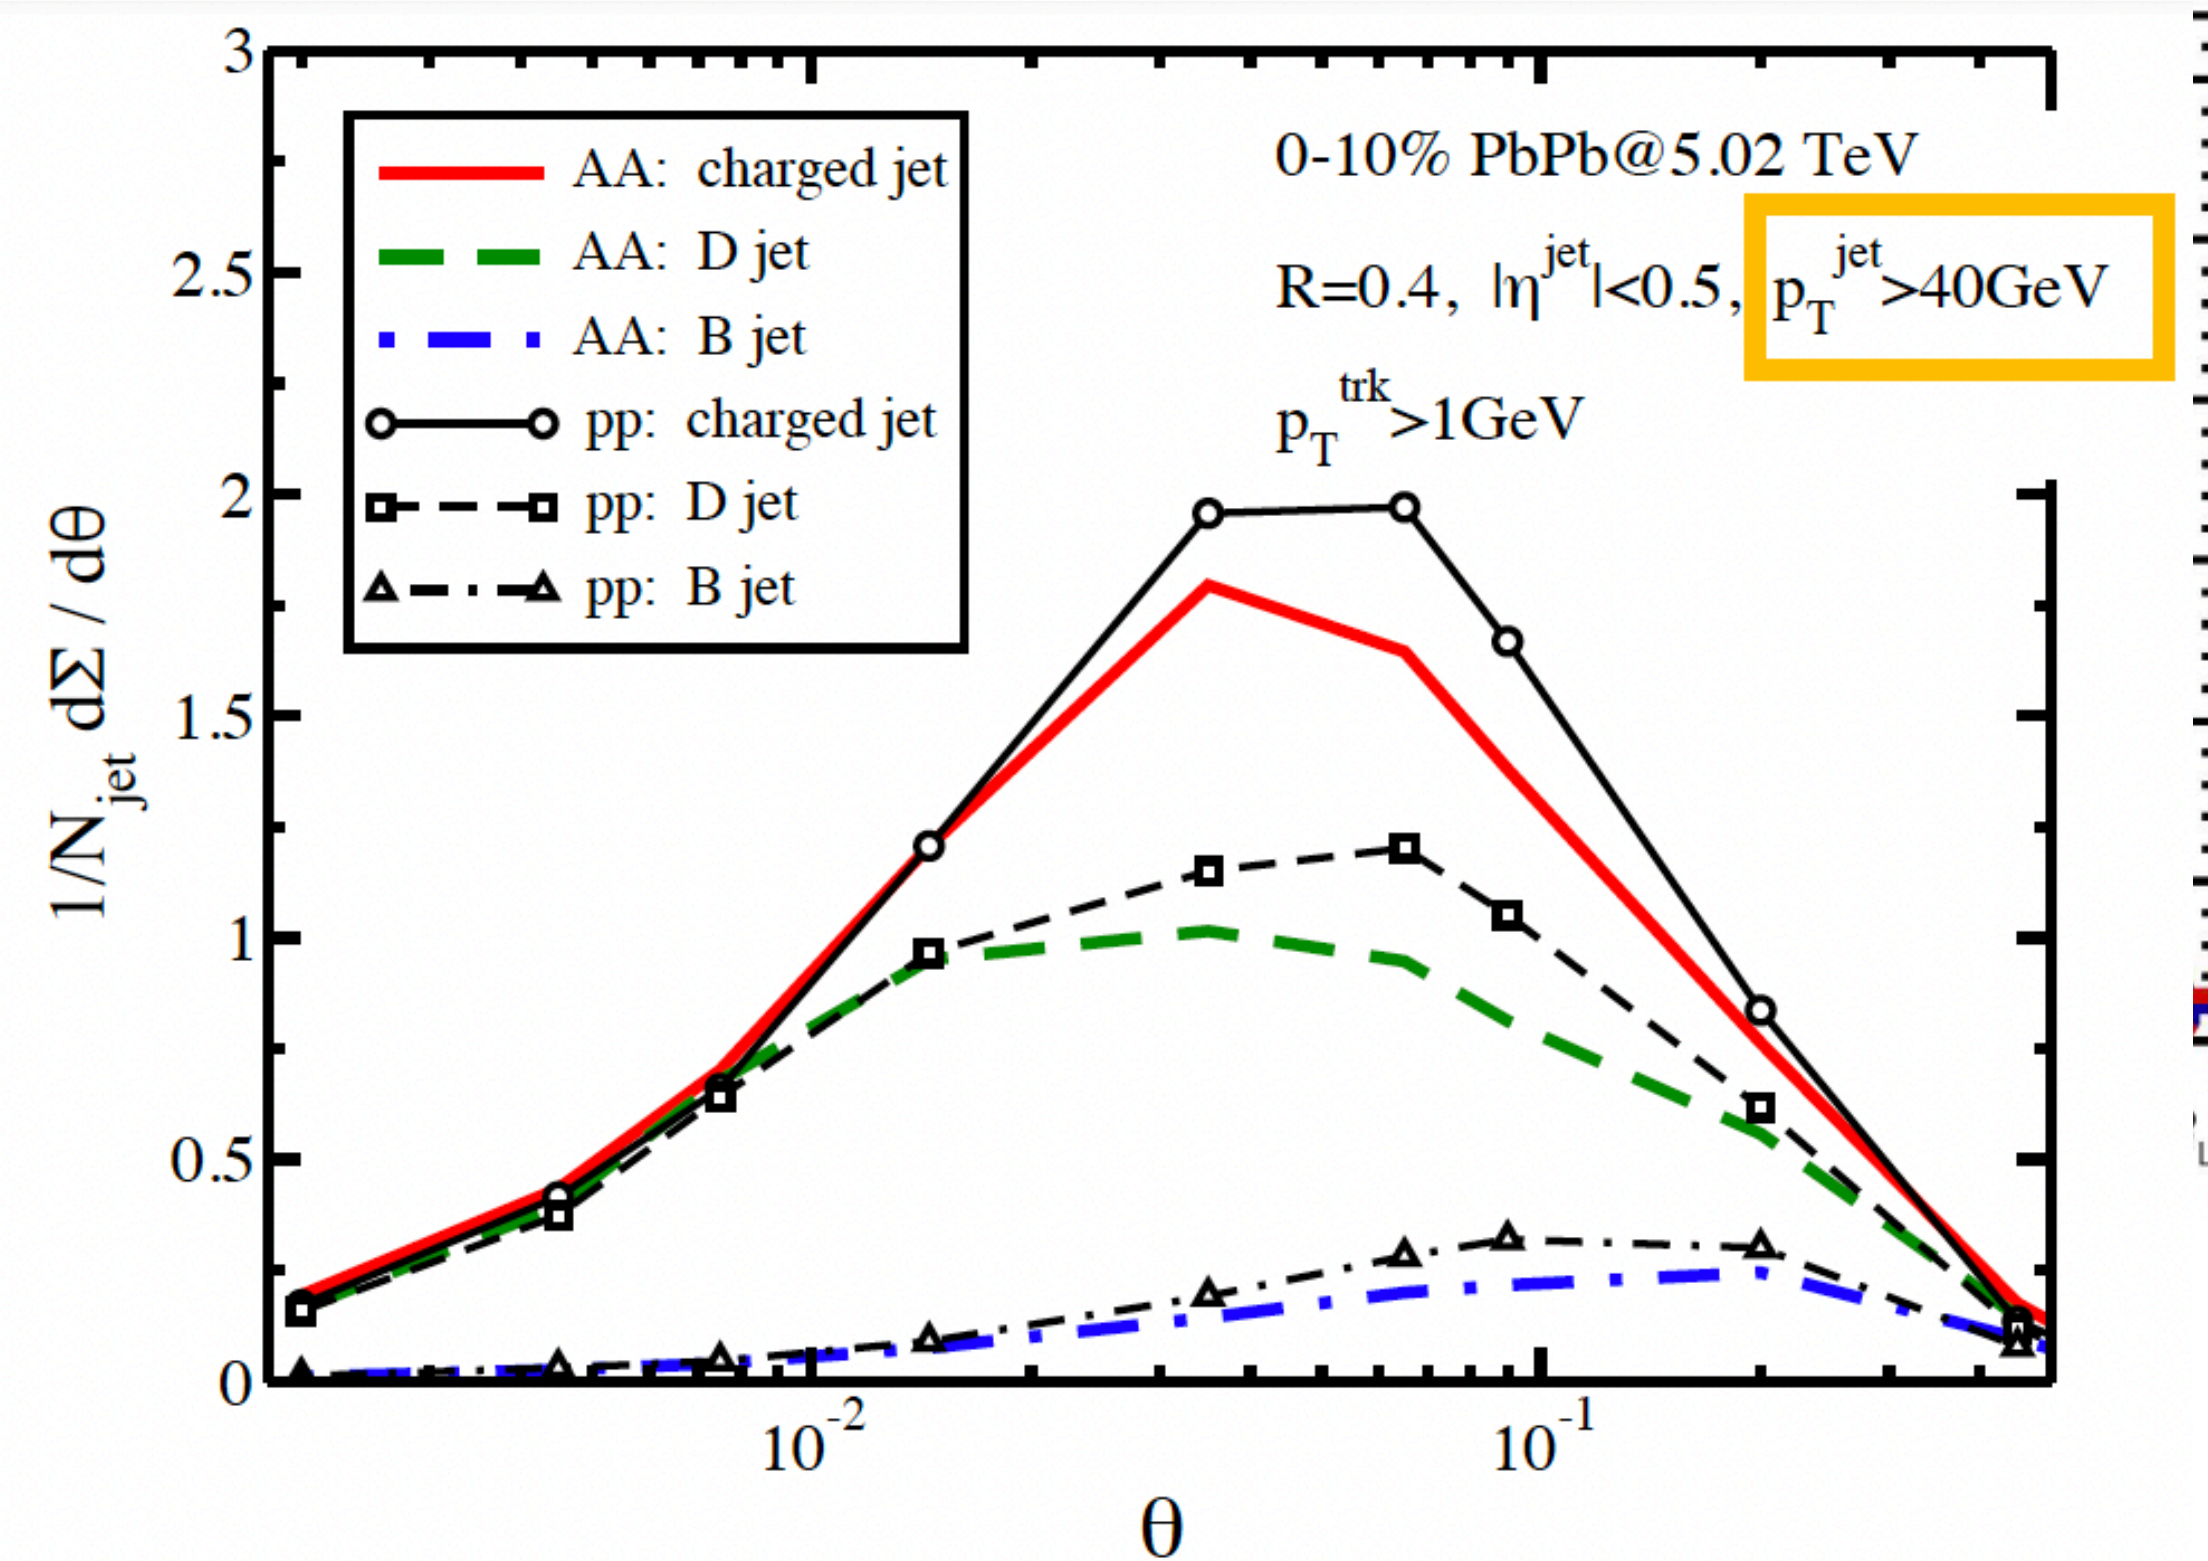 3
2.5
2
1.5
1
0.5
0
1/N_jet dΣ / dθ
AA: charged jet
AA: D jet
AA: B jet
pp: charged jet
pp: D jet
pp: B jet
0-10% PbPb@5.02 TeV
R=0.4, |η^jet|<0.5, p_T^jet>40GeV
p_T^trk>1GeV
10^-2
10^-1
θ